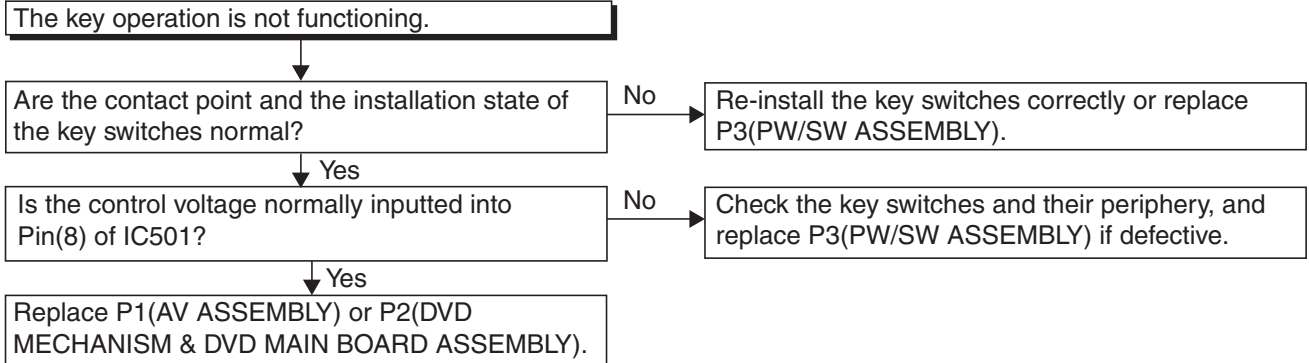 The key operation is not functioning.
Are the contact point and the installation state of
the key switches normal?
No
Re-install the key switches correctly or replace
P3(PW/SW ASSEMBLY).
Yes
Is the control voltage normally inputted into
Pin(8) of IC501?
No
Check the key switches and their periphery, and
replace P3(PW/SW ASSEMBLY) if defective.
Yes
Replace P1(AV ASSEMBLY) or P2(DVD
MECHANISM & DVD MAIN BOARD ASSEMBLY).